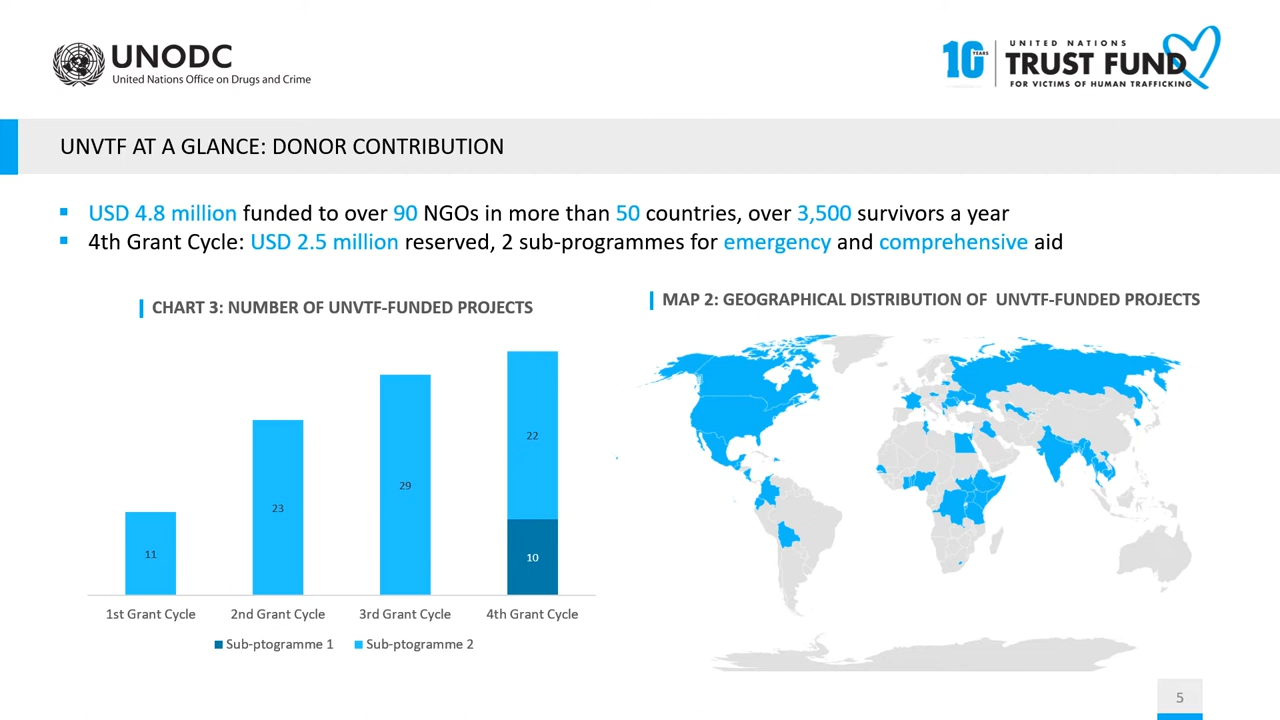 UNODC
United Nations Office on Drugs and Crime
10 YEARS
UNITED NATIONS
TRUST FUND
FOR VICTIMS OF HUMAN TRAFFICKING
UNVTF AT A GLANCE: DONOR CONTRIBUTION
▪ USD 4.8 million funded to over 90 NGOs in more than 50 countries, over 3,500 survivors a year
▪ 4th Grant Cycle: USD 2.5 million reserved, 2 sub-programmes for emergency and comprehensive aid
CHART 3: NUMBER OF UNVTF-FUNDED PROJECTS
11
23
29
22
10
1st Grant Cycle
2nd Grant Cycle
3rd Grant Cycle
4th Grant Cycle
Sub-ptogramme 1
Sub-ptogramme 2
MAP 2: GEOGRAPHICAL DISTRIBUTION OF UNVTF-FUNDED PROJECTS
5